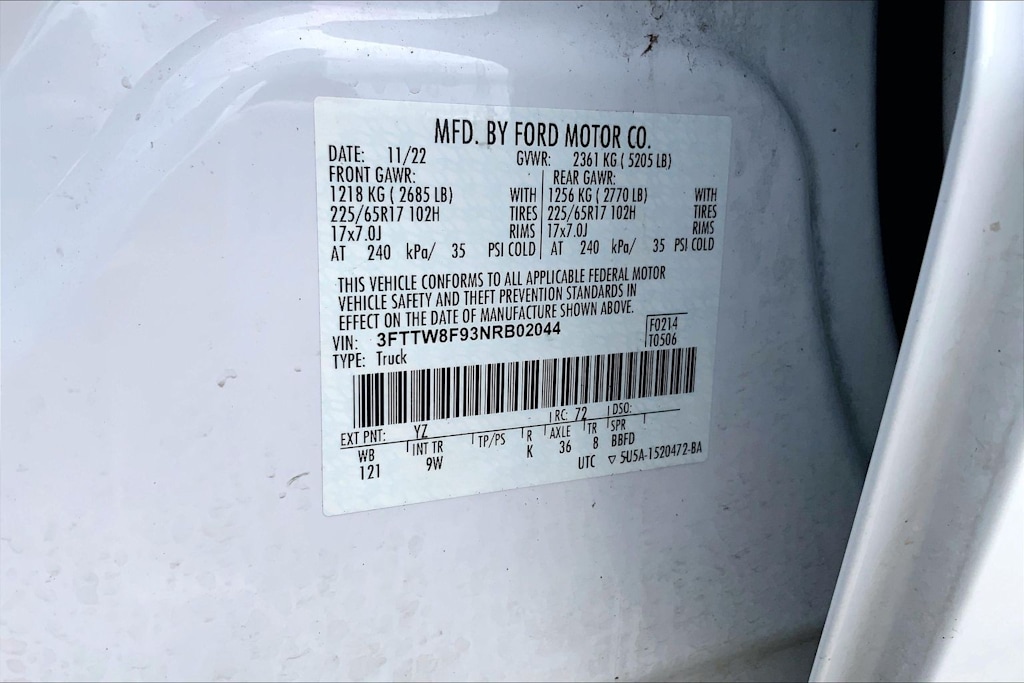 MFD. BY FORD MOTOR CO.
DATE: 11/22 GVWR: 2361 KG ( 5205 LB)
FRONT GAWR: REAR GAWR:
1218 KG ( 2685 LB) WITH 1256 KG ( 2770 LB) WITH
225/65R17 102H TIRES 225/65R17 102H TIRES
17x7.0J RIMS 17x7.0J RIMS
AT 240 kPa/ 35 PSI COLD AT 240 kPa/ 35 PSI COLD
THIS VEHICLE CONFORMS TO ALL APPLICABLE FEDERAL MOTOR
VEHICLE SAFETY AND THEFT PREVENTION STANDARDS IN
EFFECT ON THE DATE OF MANUFACTURE SHOWN ABOVE.
VIN: 3FTTW8F93NRB02044 F0214
TYPE: Truck T0506
EXT PNT: YZ RC: 72 DSO:
WB INT TR TP/PS R AXLE TR SPR
121 9W K 36 8 BBFD
UTC ▽ 5U5A-1520472-BA